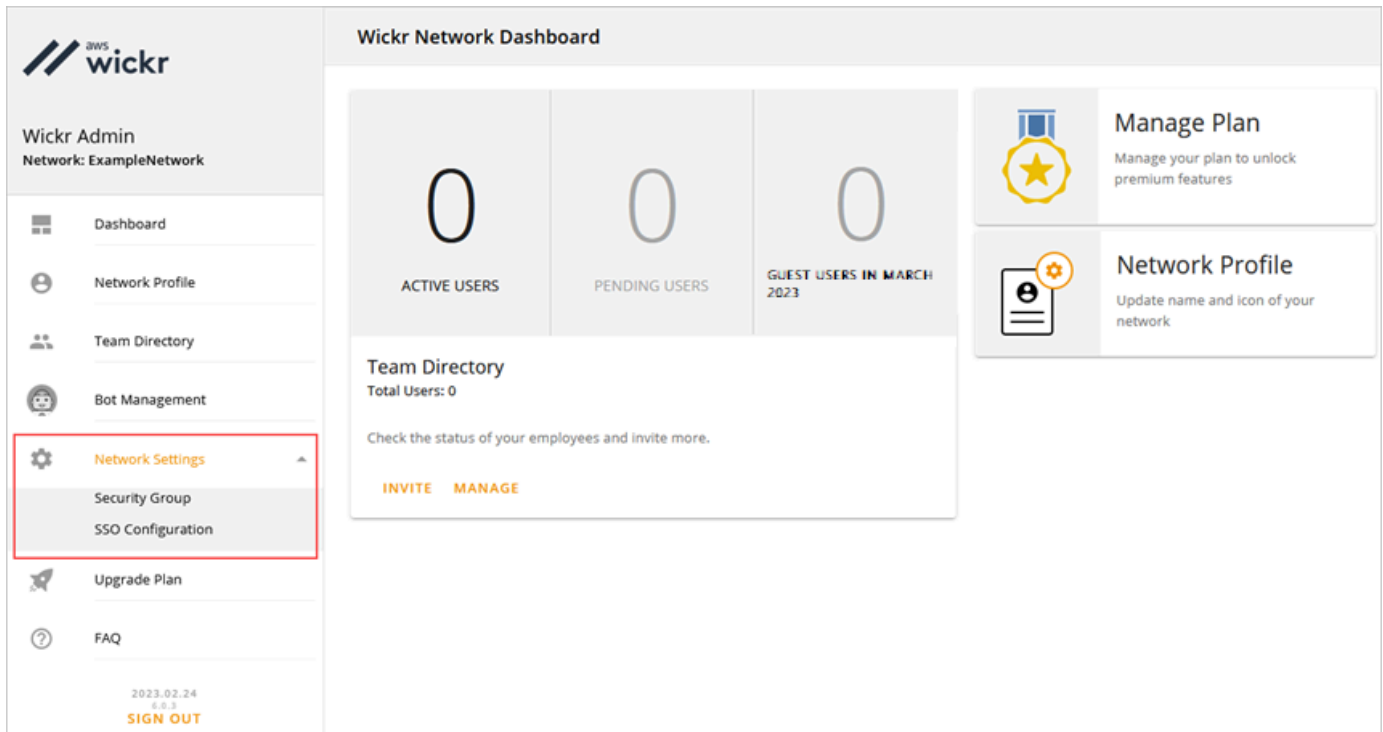 aws
wickr
Wickr Admin
Network: ExampleNetwork
Dashboard
Network Profile
Team Directory
Bot Management
Network Settings
Security Group
SSO Configuration
Upgrade Plan
FAQ
2023.02.24
6.0.3
SIGN OUT
Wickr Network Dashboard
0
ACTIVE USERS
0
PENDING USERS
0
GUEST USERS IN MARCH
2023
Team Directory
Total Users: 0
Check the status of your employees and invite more.
INVITE MANAGE
Manage Plan
Manage your plan to unlock
premium features
Network Profile
Update name and icon of your
network